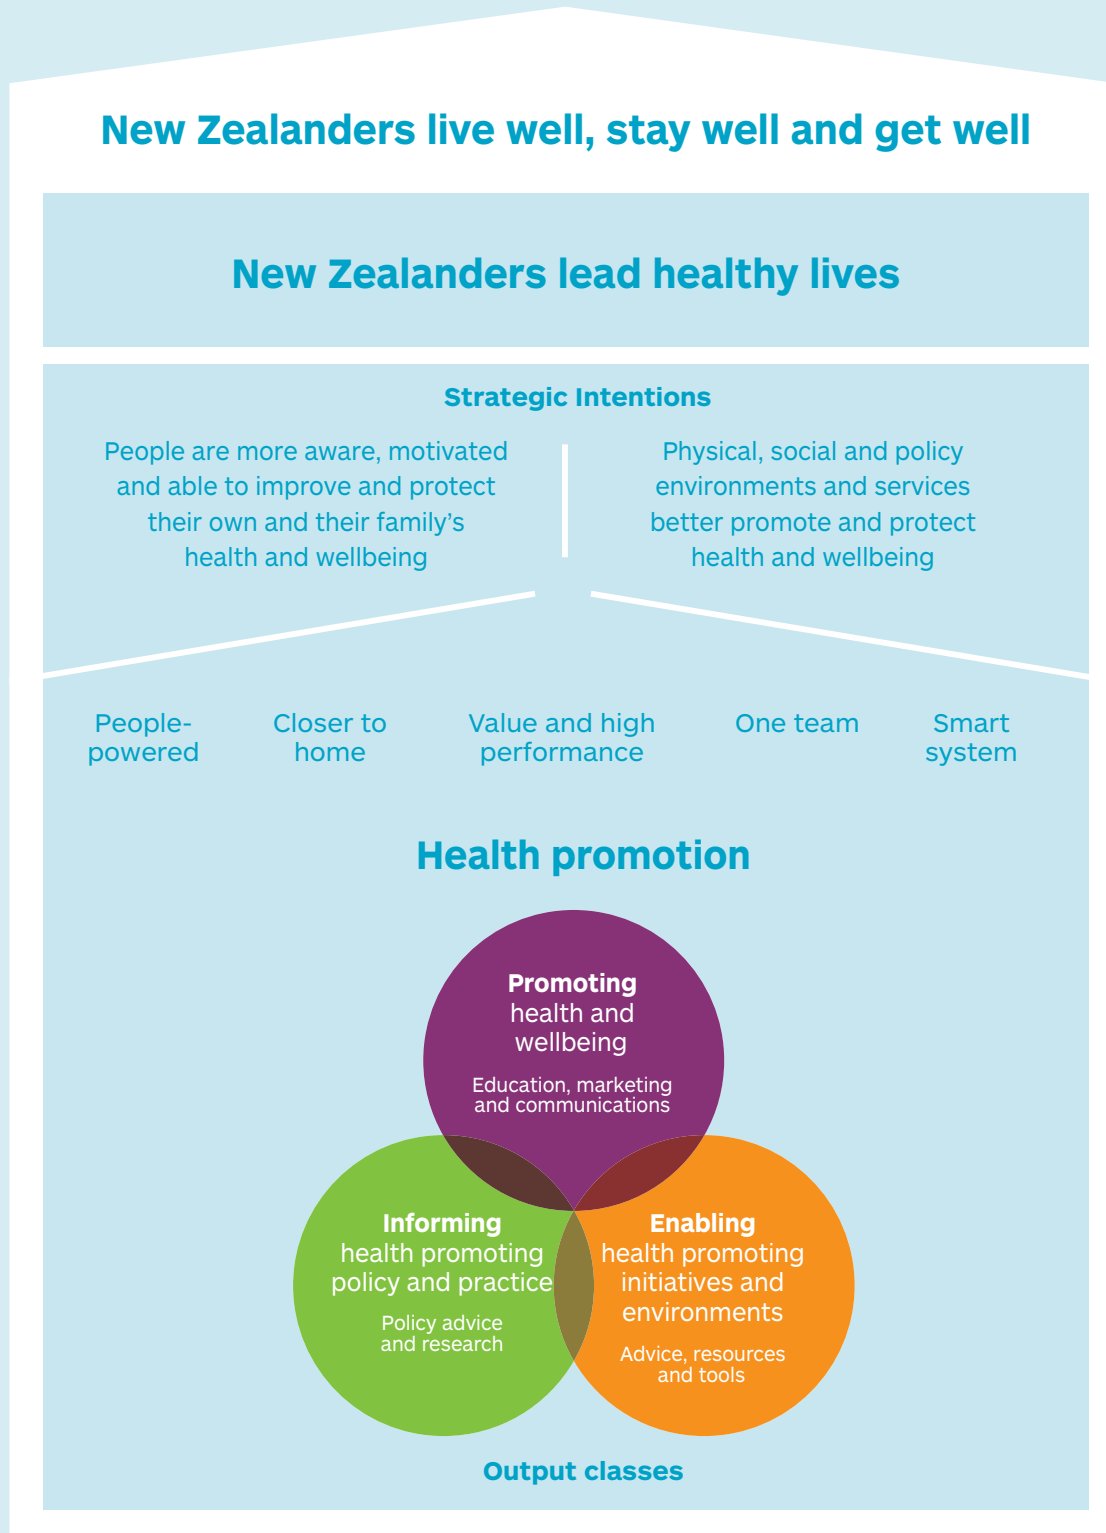 New Zealanders live well, stay well and get well
New Zealanders lead healthy lives
Strategic Intentions
People are more aware, motivated
and able to improve and protect
their own and their family’s
health and wellbeing
Physical, social and policy
environments and services
better promote and protect
health and wellbeing
People-
powered
Closer to
home
Value and high
performance
One team
Smart
system
Health promotion
Promoting
health and
wellbeing
Education, marketing
and communications
Informing
health promoting
policy and practice
Policy advice
and research
Enabling
health promoting
initiatives and
environments
Advice, resources
and tools
Output classes